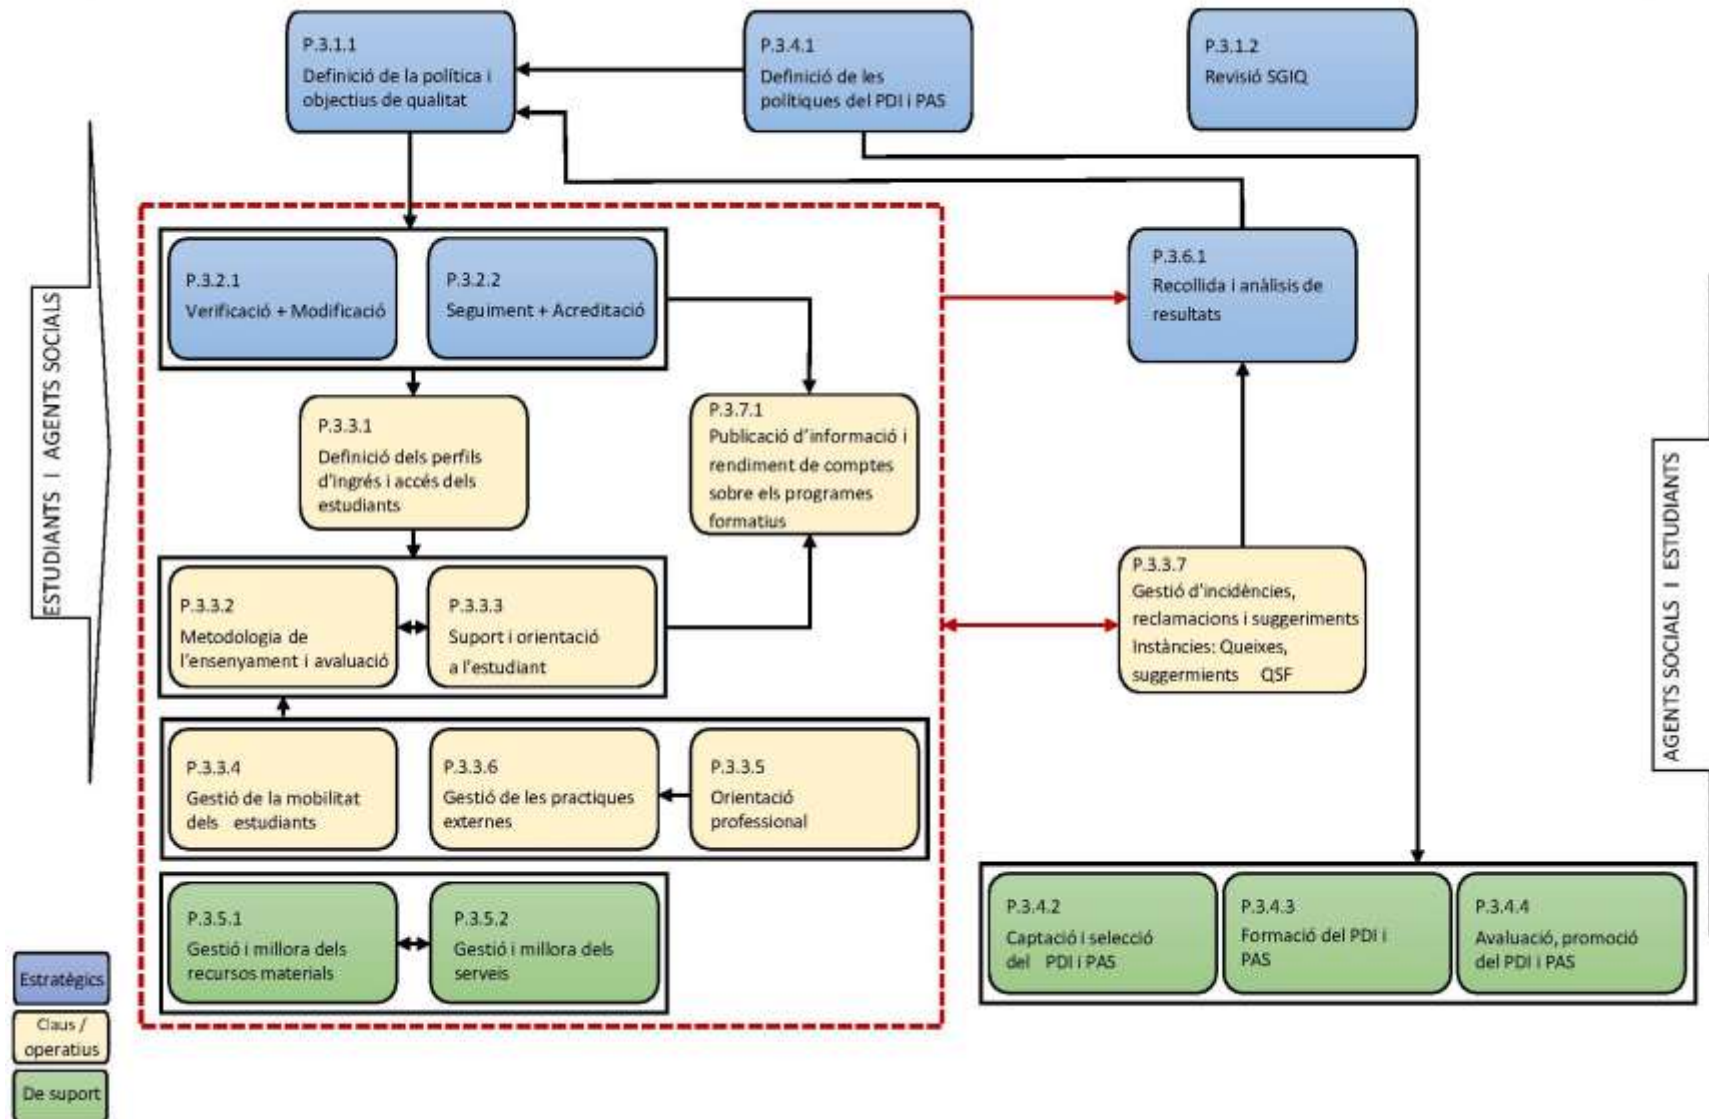 P.3.1.1
Definició de la política i
objectius de qualitat
P.3.4.1
Definició de les
polítiques del PDI i PAS
P.3.1.2
Revisió SGIQ
ESTUDIANTS I AGENTS SOCIALS
P.3.2.1
Verificació + Modificació
P.3.2.2
Seguiment + Acreditació
P.3.6.1
Recollida i anàlisis de
resultats
P.3.3.1
Definició dels perfils
d'ingrés i accés dels
estudiants
P.3.7.1
Publicació d'informació i
rendiment de comptes
sobre els programes
formatius
P.3.3.2
Metodologia de
l'ensenyament i avaluació
P.3.3.3
Suport i orientació
a l'estudiant
P.3.3.7
Gestió d'incidències,
reclamacions i suggeriments
Instàncies: Queixes,
suggermients QSF
AGENTS SOCIALS I ESTUDIANTS
P.3.3.4
Gestió de la mobilitat
dels estudiants
P.3.3.6
Gestió de les practiques
externes
P.3.3.5
Orientació
professional
P.3.5.1
Gestió i millora dels
recursos materials
P.3.5.2
Gestió i millora dels
serveis
P.3.4.2
Captació i selecció
del PDI i PAS
P.3.4.3
Formació del PDI i
PAS
P.3.4.4
Avaluació, promoció
del PDI i PAS
Estratègics
Claus /
operatius
De suport